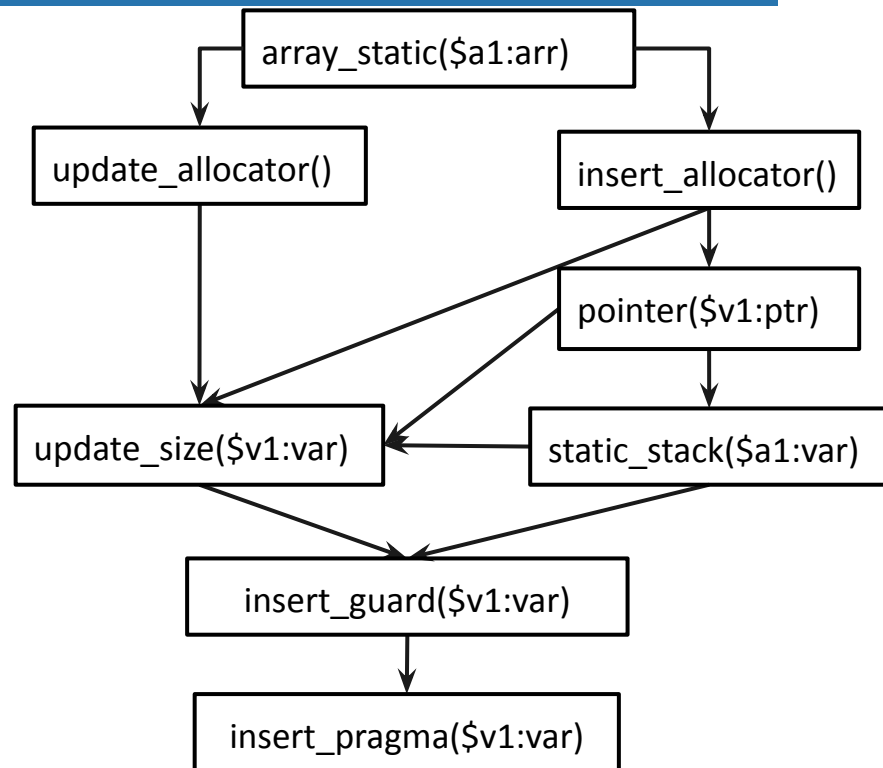 array_static($a1:arr)
update_allocator()
insert_allocator()
pointer($v1:ptr)
update_size($v1:var)
static_stack($a1:var)
insert_guard($v1:var)
insert_pragma($v1:var)